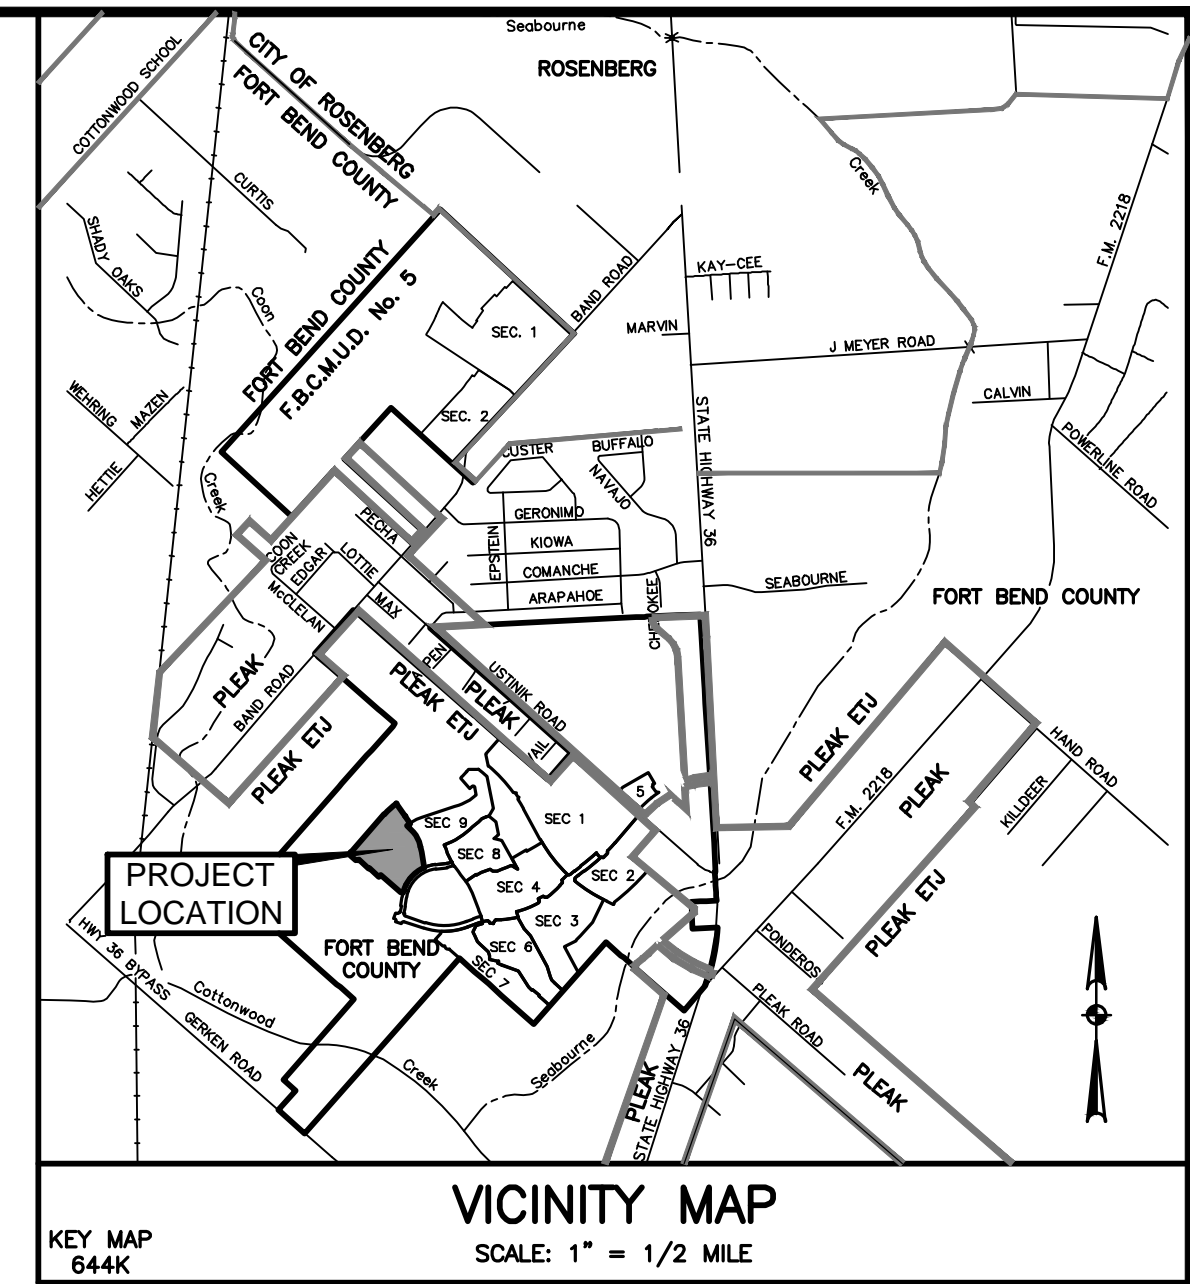 Seabourne
ROSENBERG
COTTONWOOD SCHOOL
CITY OF ROSENBERG
FORT BEND COUNTY
CURTIS
Creek
F.M. 2218
SHADY OAKS
Coon
FORT BEND COUNTY
F.B.C.M.U.D. No. 5
SEC. 1
BAND ROAD
KAY-CEE
MARVIN
J MEYER ROAD
CALVIN
WEHRING
MAZEN
HETTIE
SEC. 2
STATE HIGHWAY 36
POWERLINE ROAD
CUSTER
BUFFALO
NAVAJO
Creek
GERONIMO
PECHA
EPSTEIN
KIOWA
COON
CREEK
EDGAR
LOTTIE
COMANCHE
SEABOURNE
McCLELAN
MAX
ARAPAHOE
CHEROKEE
FORT BEND COUNTY
PLEAK
BAND ROAD
PEN
PLEAK ETJ
PLEAK
USTINIK ROAD
VAIL
PLEAK ETJ
PLEAK ETJ
HAND ROAD
KILLDEER
F.M. 2218
PLEAK
5
SEC 9
SEC 1
SEC 8
SEC 4
SEC 2
PROJECT
LOCATION
SEC 3
SEC 6
SEC 7
FORT BEND
COUNTY
PLEAK ETJ
HWY 36 BYPASS
PONDEROS
Cottonwood
GERKEN ROAD
Creek
Seabourne
PLEAK ROAD
PLEAK
PLEAK
STATE HIGHWAY 36
VICINITY MAP
SCALE: 1" = 1/2 MILE
KEY MAP
644K